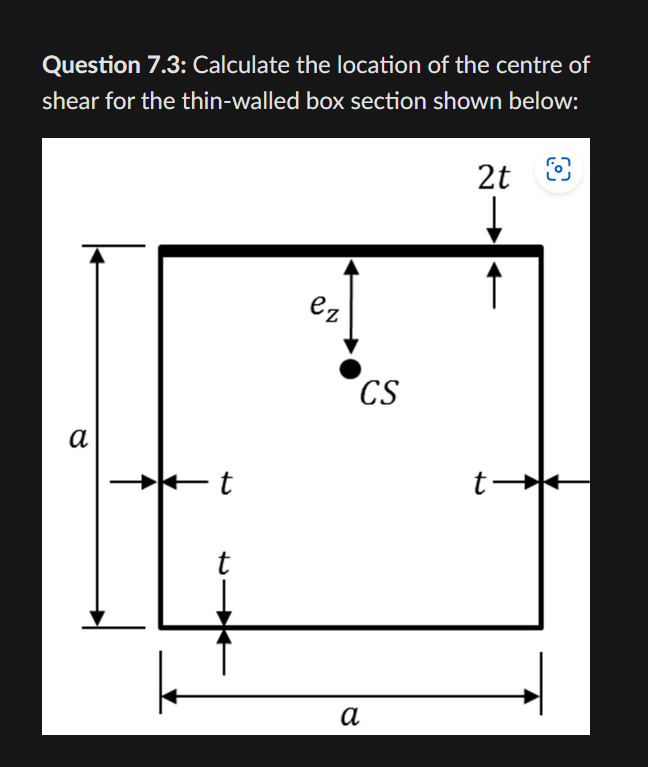 Question 7.3: Calculate the location of the centre of
shear for the thin-walled box section shown below:
2t
e_z
CS
a
t
t
t
a